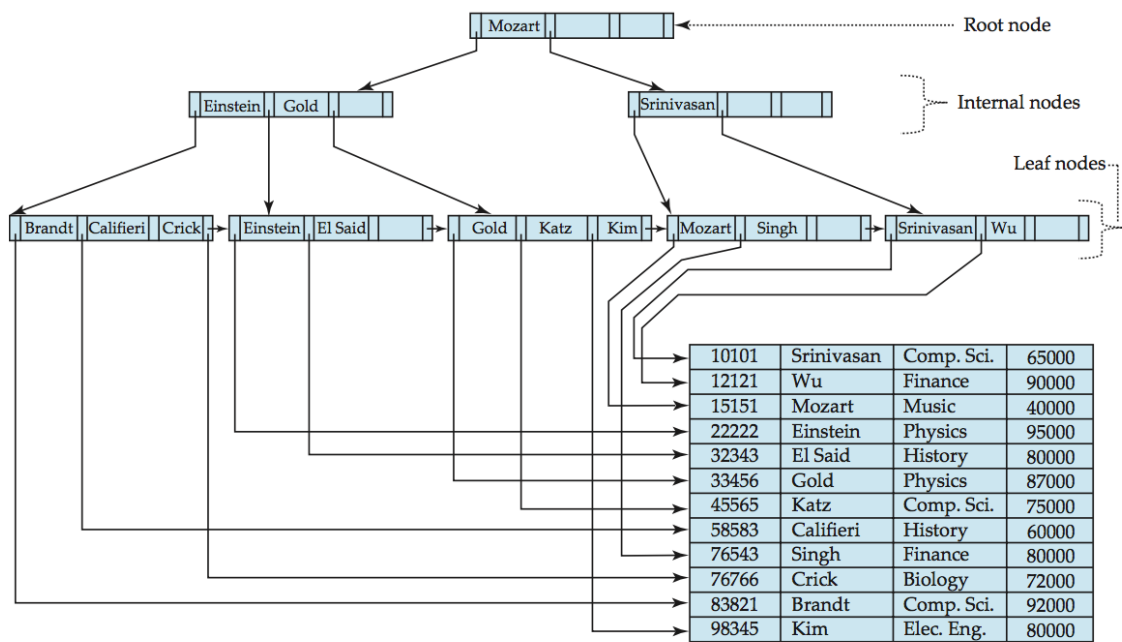 Mozart
Root node
Einstein Gold
Srinivasan
Internal nodes
Leaf nodes
Brandt Califieri Crick Einstein El Said Gold Katz Kim Mozart Singh Srinivasan Wu
10101 Srinivasan Comp. Sci. 65000
12121 Wu Finance 90000
15151 Mozart Music 40000
22222 Einstein Physics 95000
32343 El Said History 80000
33456 Gold Physics 87000
45565 Katz Comp. Sci. 75000
58583 Califieri History 60000
76543 Singh Finance 80000
76766 Crick Biology 72000
83821 Brandt Comp. Sci. 92000
98345 Kim Elec. Eng. 80000